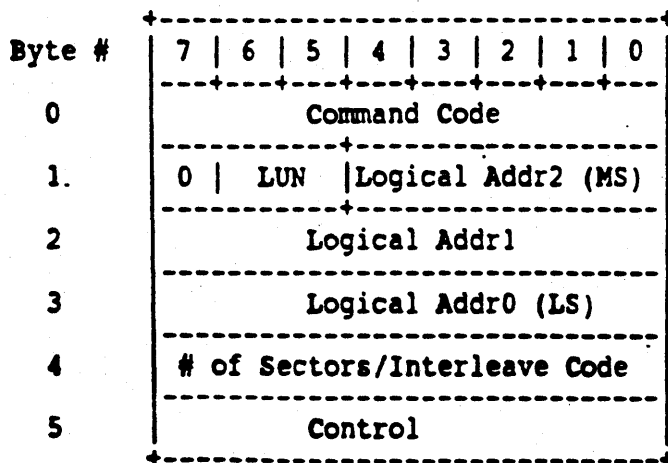 Byte # | 7 | 6 | 5 | 4 | 3 | 2 | 1 | 0
0 Command Code
1. 0 | LUN |Logical Addr2 (MS)
2 Logical Addr1
3 Logical Addr0 (LS)
4 # of Sectors/Interleave Code
5 Control